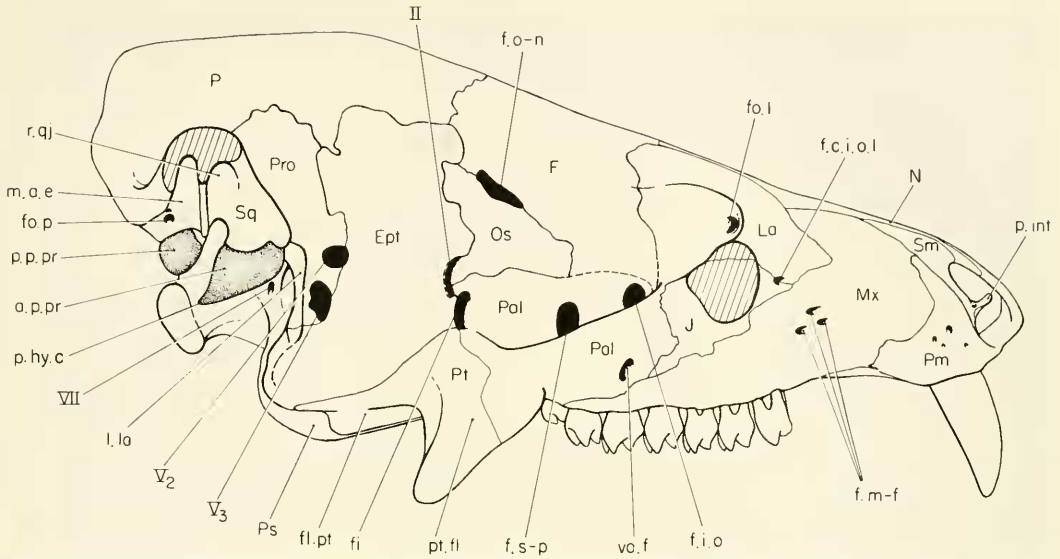 II
f. o-n
P
fo. l
f. c. i. o. l
r. qj
F
N
Pro
m. a. e
La
p. int
Sq
Sm
fo. p
Ept
Os
p. p. pr
Mx
a. p. pr
Pal
J
Pal
Pm
p. hy. c
Pt
VII
l. la
V2
f. m-f
V3
Ps
fl. pt
fi
pt. fl
f. s-p
vo. f
f. i. o